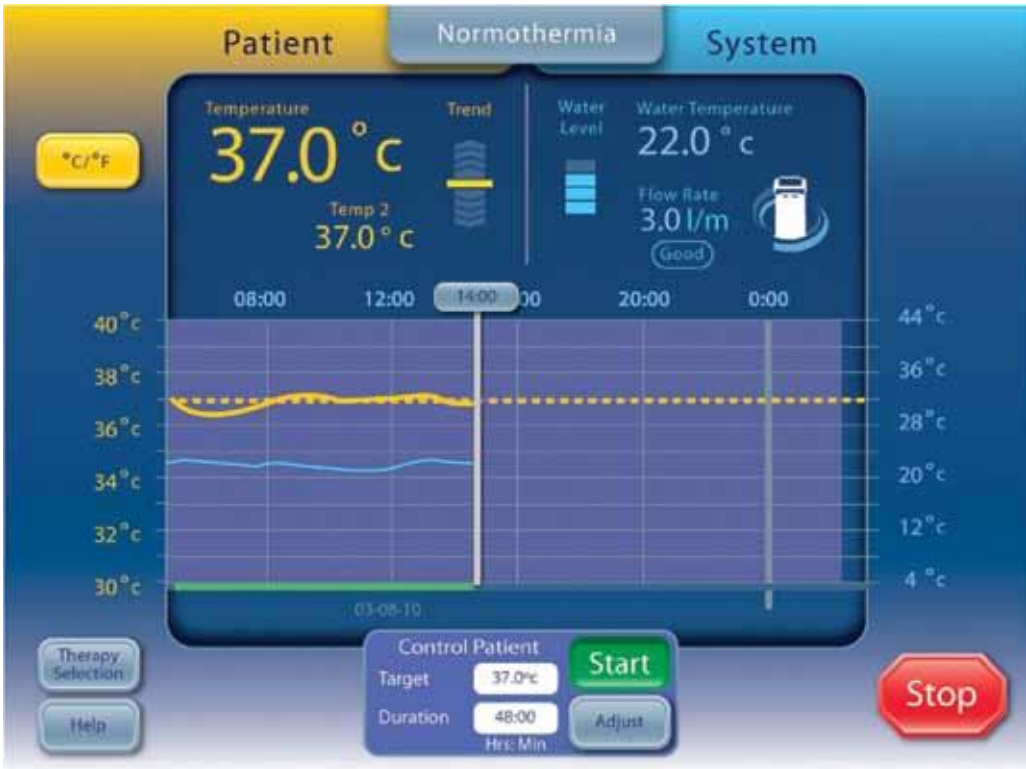 Patient
Normothermia
System
°C/°F
Temperature
37.0°c
Trend
Temp 2
37.0°c
Water
Level
Water Temperature
22.0°c
Flow Rate
3.0 l/m
Good
08:00 12:00 14:00 00 20:00 0:00
40°c
38°c
36°c
34°c
32°c
30°c
44°c
36°c
28°c
20°c
12°c
4°c
03-08-10
Therapy
Selection
Help
Control Patient
Target 37.0°c
Duration 48:00
Hrs: Min
Start
Adjust
Stop